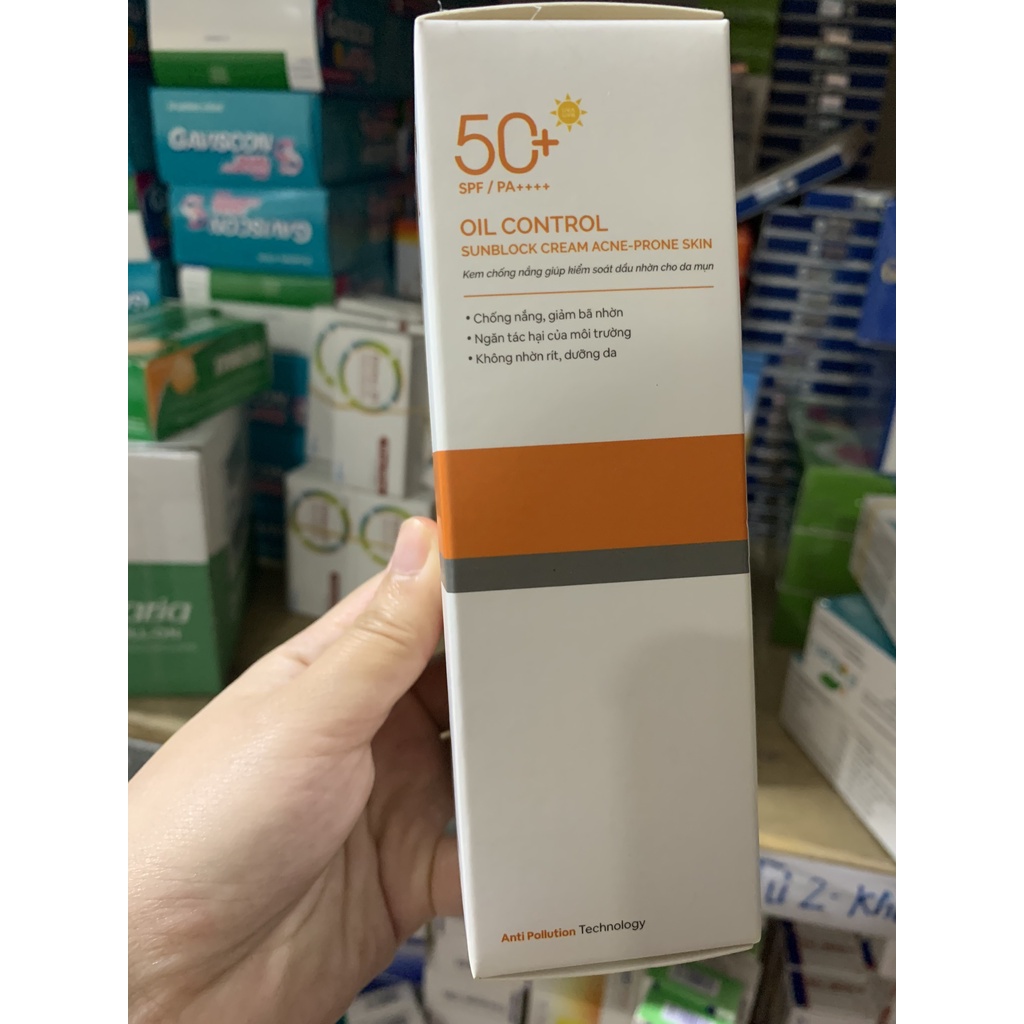 50+
SPF / PA++++
OIL CONTROL
SUNBLOCK CREAM ACNE-PRONE SKIN
Kem chống nắng giúp kiểm soát dầu nhờn cho da mụn
• Chống nắng, giảm bã nhờn
• Ngăn tác hại của môi trường
• Không nhờn rít, dưỡng da
Anti Pollution Technology
GAVISCON
GAVISCON